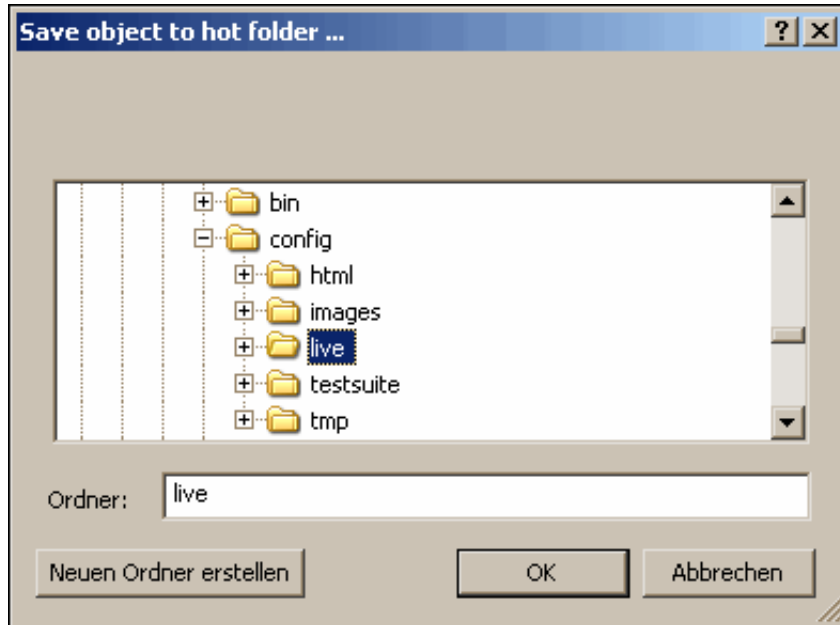 Save object to hot folder ...
bin
config
html
images
live
testsuite
tmp
Ordner: live
Neuen Ordner erstellen OK Abbrechen